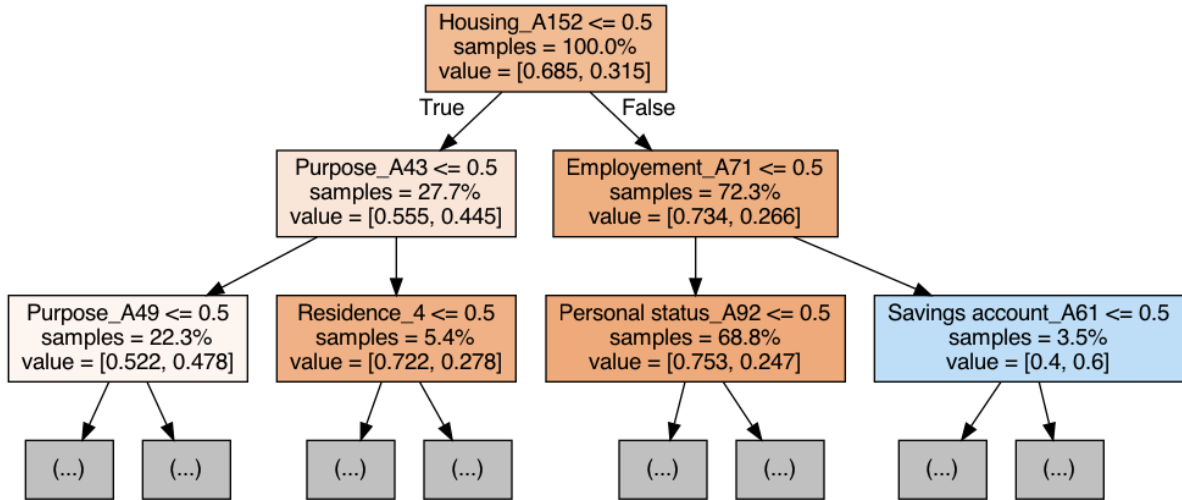 Housing_A152 <= 0.5
samples = 100.0%
value = [0.685, 0.315]
True
False
Purpose_A43 <= 0.5
samples = 27.7%
value = [0.555, 0.445]
Employement_A71 <= 0.5
samples = 72.3%
value = [0.734, 0.266]
Purpose_A49 <= 0.5
samples = 22.3%
value = [0.522, 0.478]
Residence_4 <= 0.5
samples = 5.4%
value = [0.722, 0.278]
Personal status_A92 <= 0.5
samples = 68.8%
value = [0.753, 0.247]
Savings account_A61 <= 0.5
samples = 3.5%
value = [0.4, 0.6]
(...)
(...)
(...)
(...)
(...)
(...)
(...)
(...)